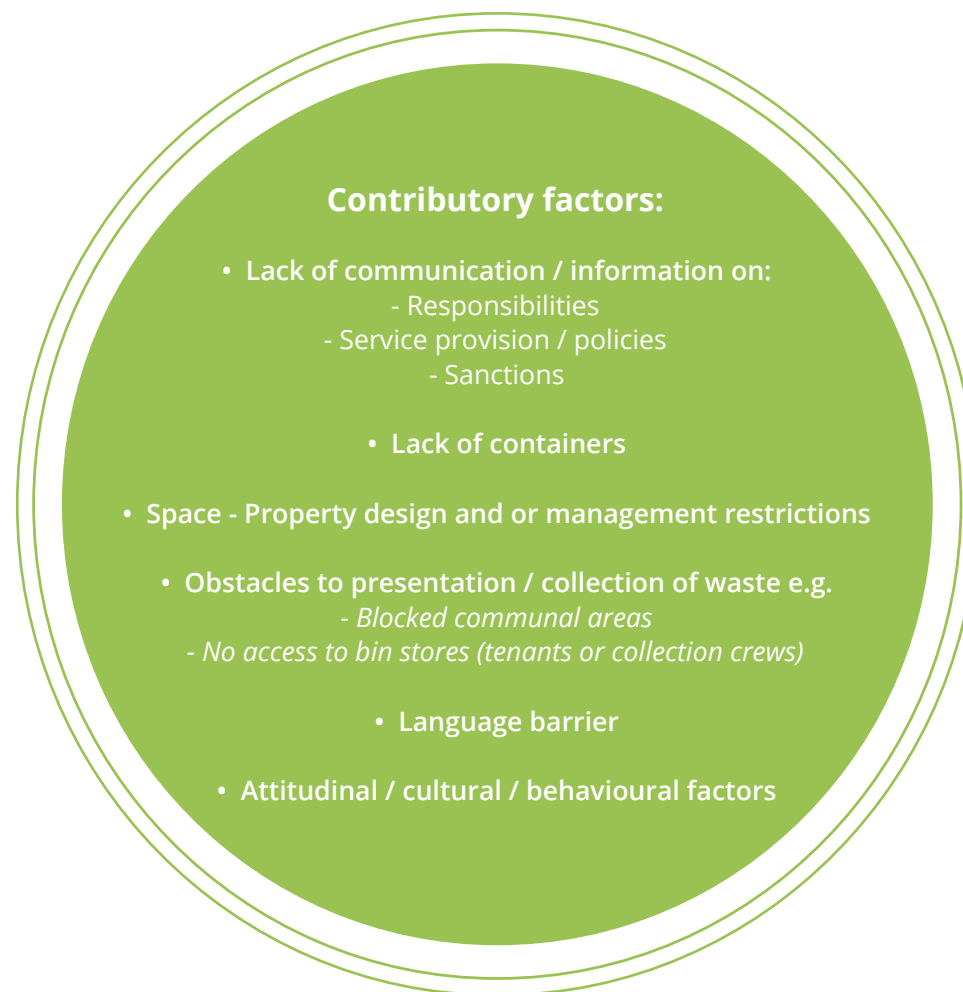 Contributory factors:
• Lack of communication / information on:
- Responsibilities
- Service provision / policies
- Sanctions
• Lack of containers
• Space - Property design and or management restrictions
• Obstacles to presentation / collection of waste e.g.
- Blocked communal areas
- No access to bin stores (tenants or collection crews)
• Language barrier
• Attitudinal / cultural / behavioural factors